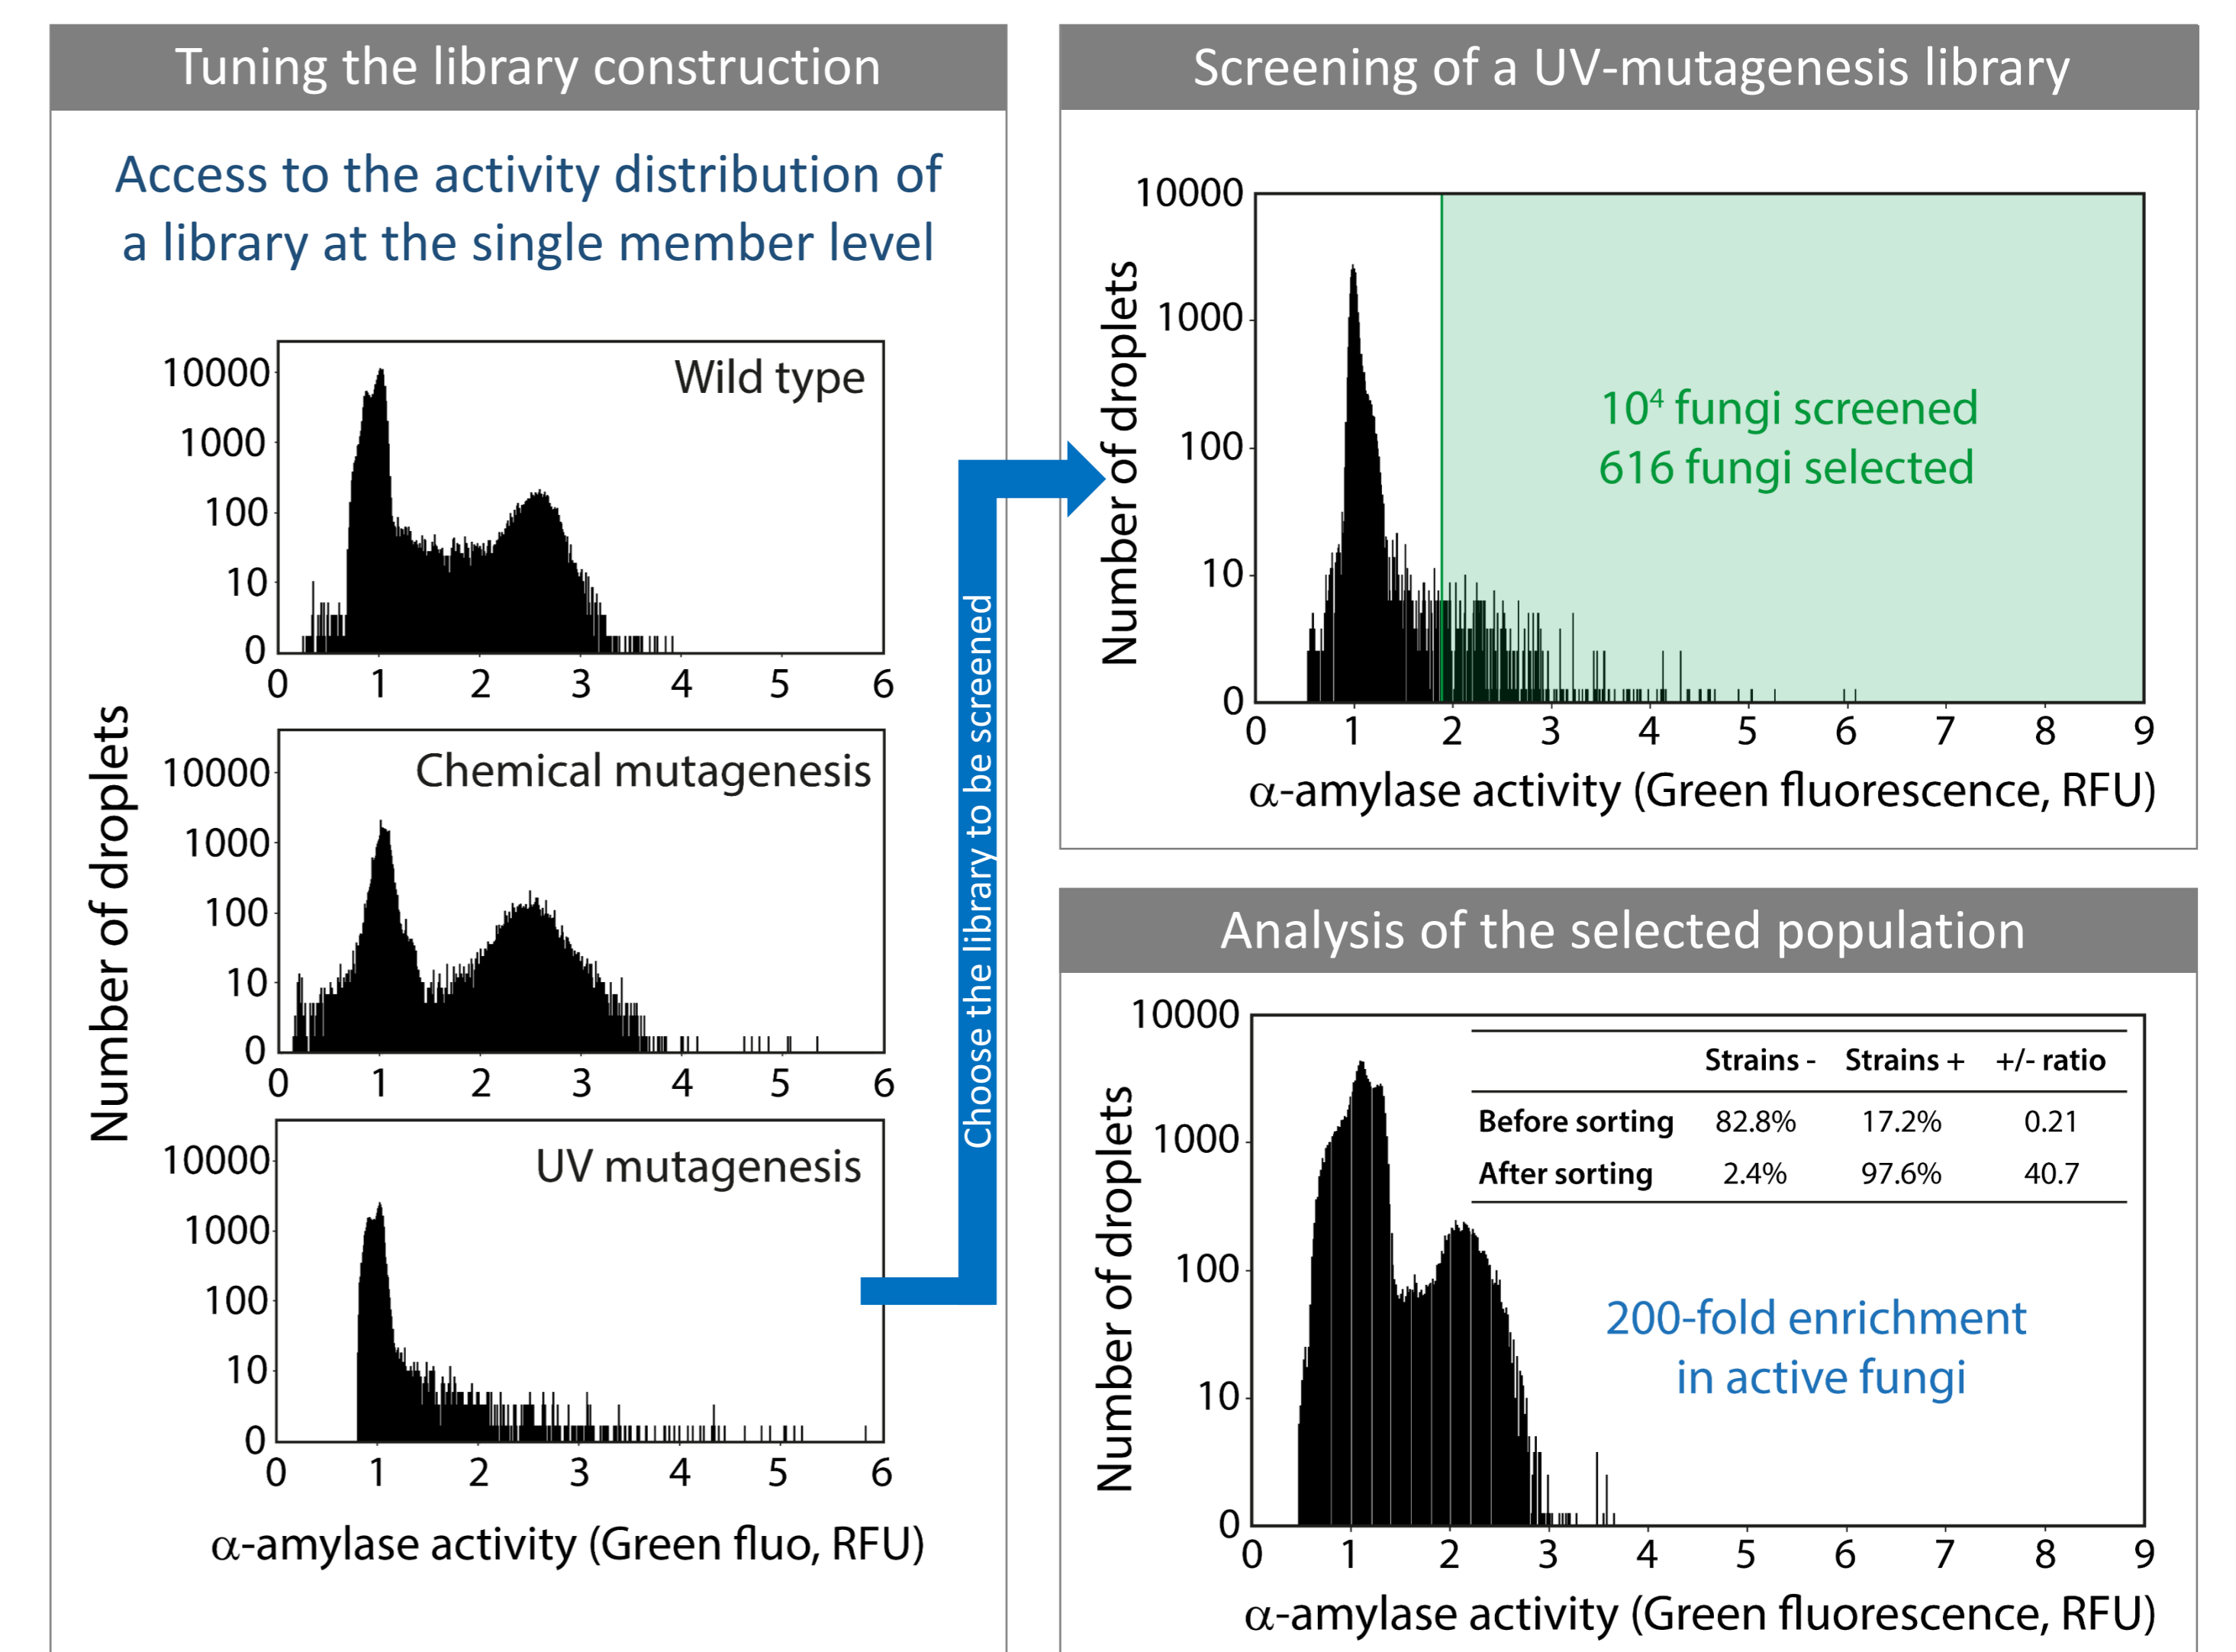 Tuning the library construction
Access to the activity distribution of
a library at the single member level
Number of droplets
Wild type
10000
1000
100
10
0
0 1 2 3 4 5 6
Chemical mutagenesis
10000
1000
100
10
0
0 1 2 3 4 5 6
UV mutagenesis
10000
1000
100
10
0
0 1 2 3 4 5 6
α-amylase activity (Green fluo, RFU)
Choose the library to be screened
Screening of a UV-mutagenesis library
Number of droplets
10000
1000
100
10
0
10⁴ fungi screened
616 fungi selected
0 1 2 3 4 5 6 7 8 9
α-amylase activity (Green fluorescence, RFU)
Analysis of the selected population
Number of droplets
10000
1000
100
10
0
Strains - Strains + +/- ratio
Before sorting 82.8% 17.2% 0.21
After sorting 2.4% 97.6% 40.7
200-fold enrichment
in active fungi
0 1 2 3 4 5 6 7 8 9
α-amylase activity (Green fluorescence, RFU)